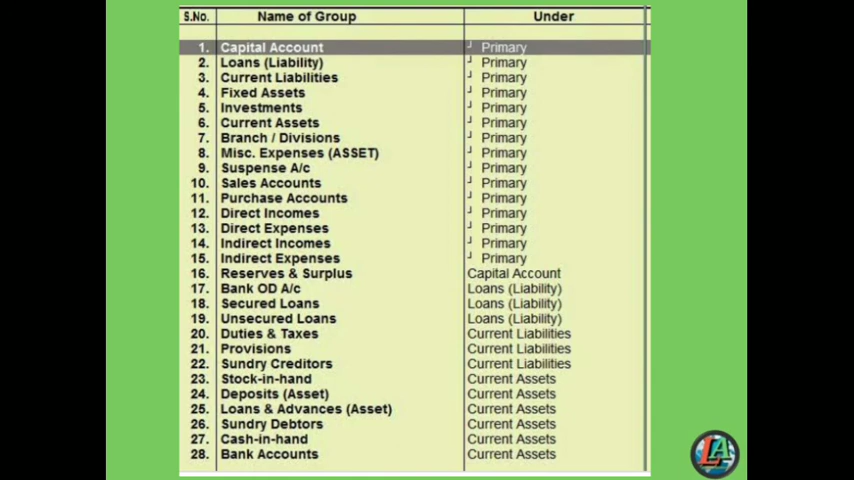 S.No. Name of Group Under
1. Capital Account ┘ Primary
2. Loans (Liability) ┘ Primary
3. Current Liabilities ┘ Primary
4. Fixed Assets ┘ Primary
5. Investments ┘ Primary
6. Current Assets ┘ Primary
7. Branch / Divisions ┘ Primary
8. Misc. Expenses (ASSET) ┘ Primary
9. Suspense A/c ┘ Primary
10. Sales Accounts ┘ Primary
11. Purchase Accounts ┘ Primary
12. Direct Incomes ┘ Primary
13. Direct Expenses ┘ Primary
14. Indirect Incomes ┘ Primary
15. Indirect Expenses ┘ Primary
16. Reserves & Surplus Capital Account
17. Bank OD A/c Loans (Liability)
18. Secured Loans Loans (Liability)
19. Unsecured Loans Loans (Liability)
20. Duties & Taxes Current Liabilities
21. Provisions Current Liabilities
22. Sundry Creditors Current Liabilities
23. Stock-in-hand Current Assets
24. Deposits (Asset) Current Assets
25. Loans & Advances (Asset) Current Assets
26. Sundry Debtors Current Assets
27. Cash-in-hand Current Assets
28. Bank Accounts Current Assets